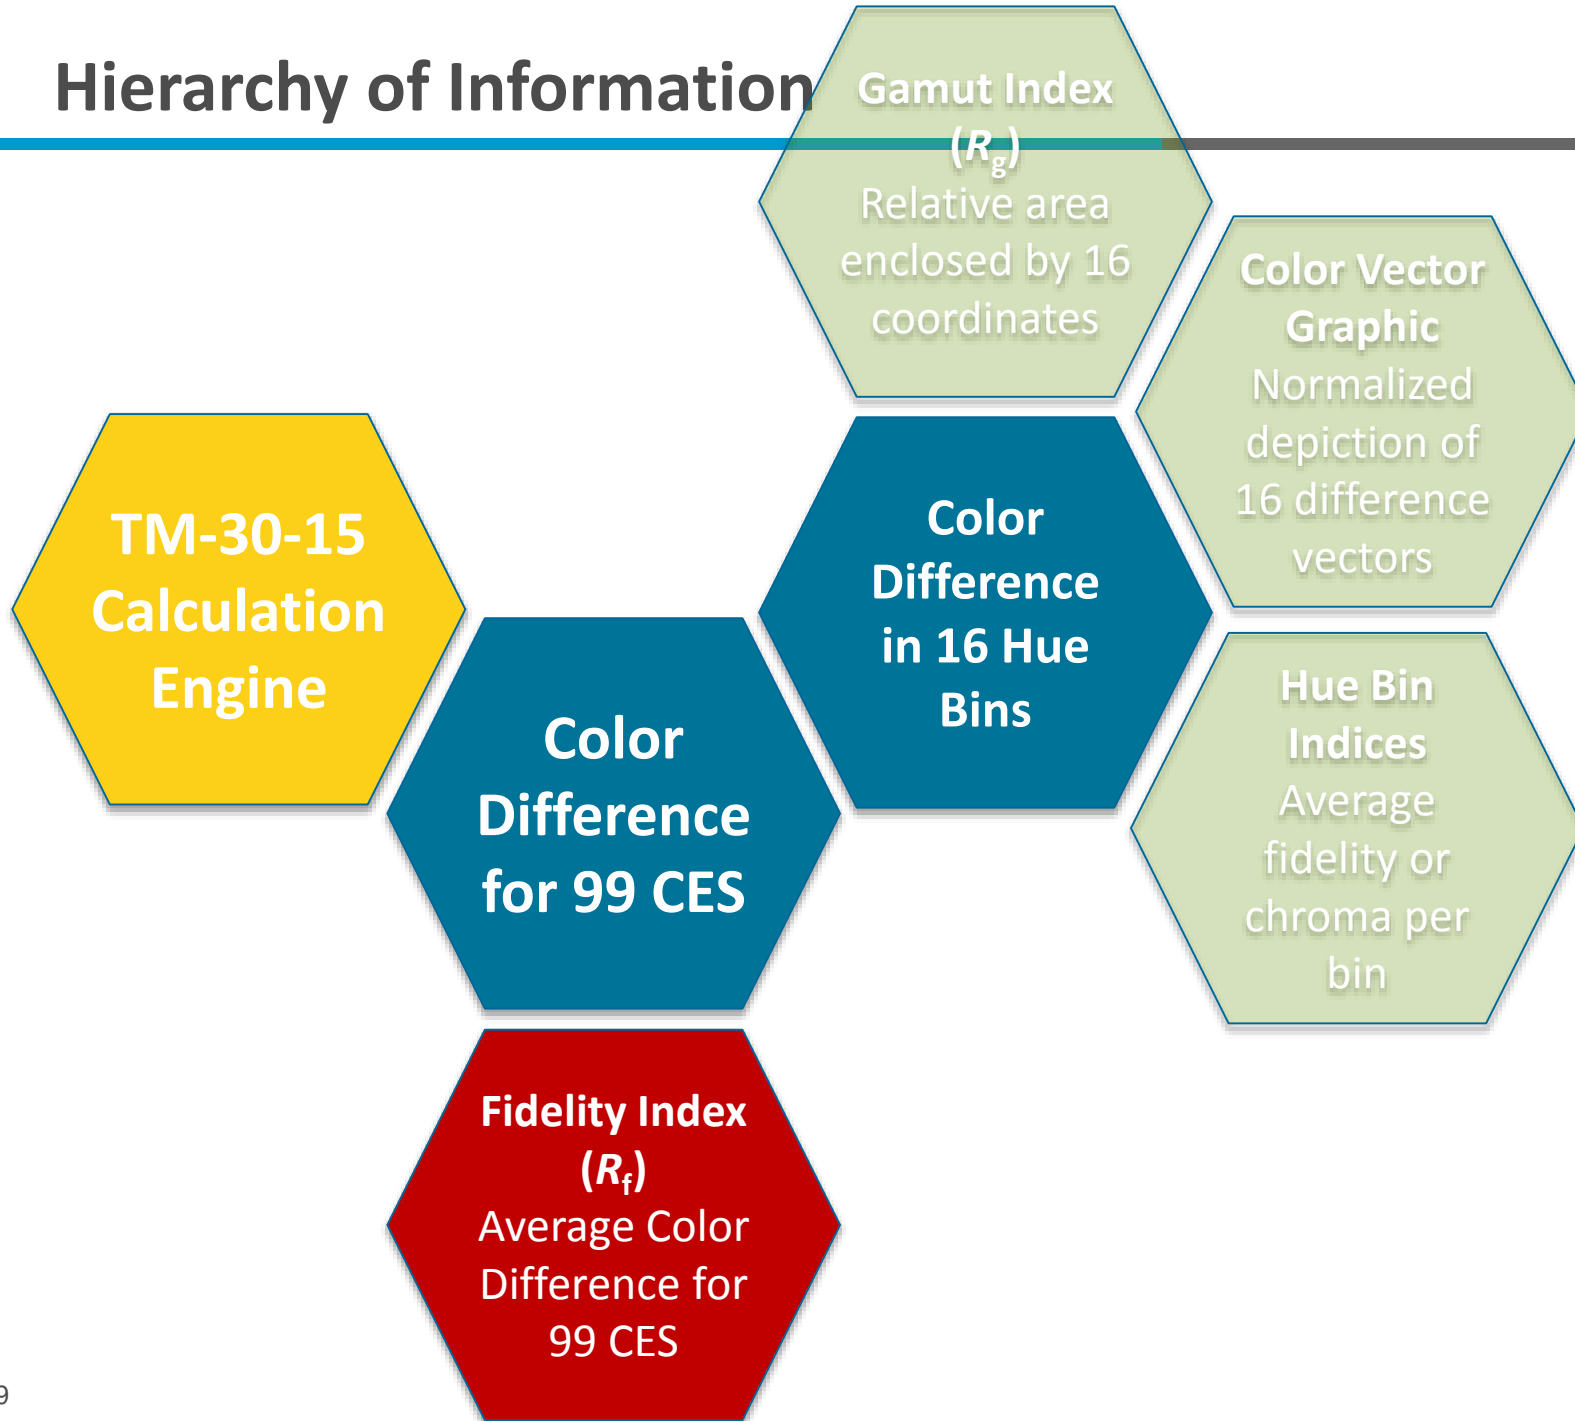 Hierarchy of Information
Gamut Index
(Rg)
Relative area
enclosed by 16
coordinates
Color Vector
Graphic
Normalized
depiction of
16 difference
vectors
TM-30-15
Calculation
Engine
Color
Difference
in 16 Hue
Bins
Color
Difference
for 99 CES
Hue Bin
Indices
Average
fidelity or
chroma per
bin
Fidelity Index
(Rf)
Average Color
Difference for
99 CES
9